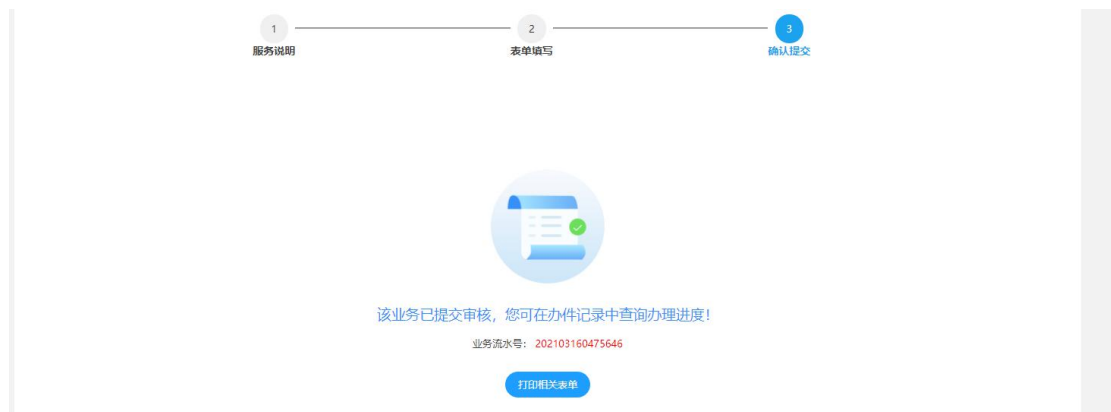 1 2 3
服务说明 表单填写 确认提交
该业务已提交审核，您可在办件记录中查询办理进度！
业务流水号： 202103160475646
打印相关表单